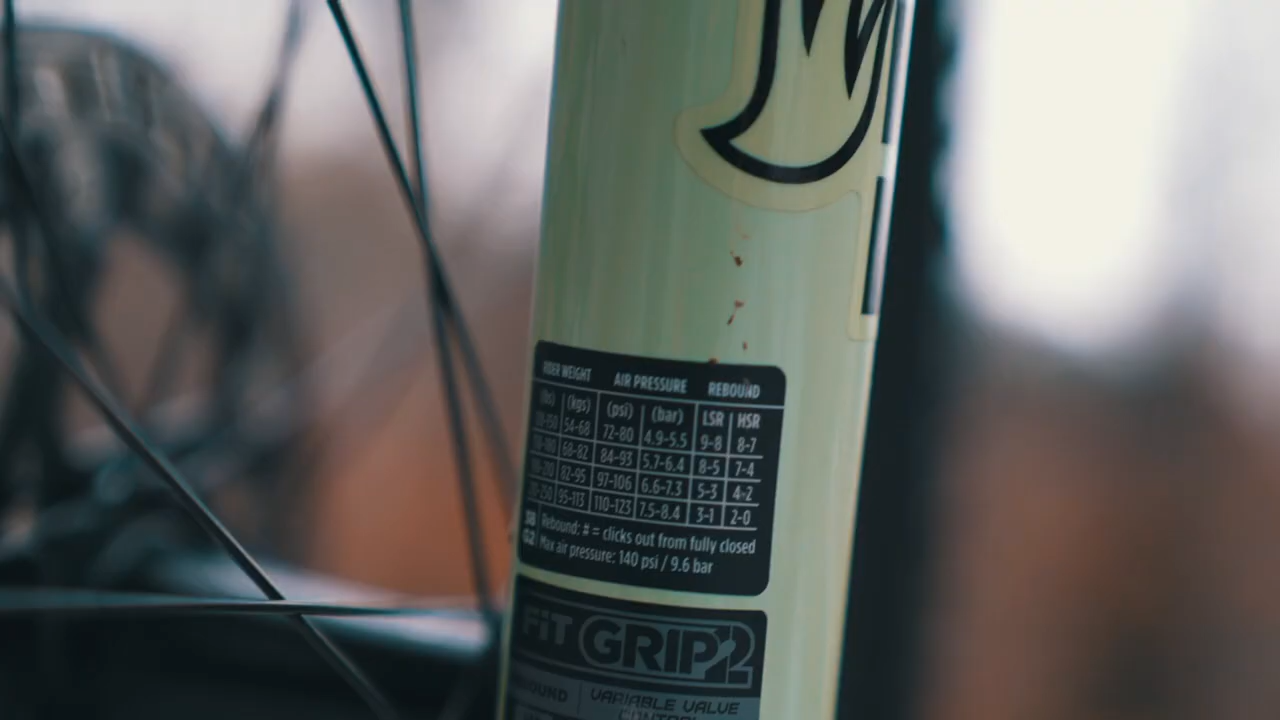 RIDER WEIGHT AIR PRESSURE REBOUND
(lbs) (kgs) (psi) (bar) LSR HSR
54-68 72-80 4.9-5.5 9-8 8-7
68-82 84-93 5.7-6.4 8-5 7-4
82-95 97-106 6.6-7.3 5-3 4-2
95-113 110-123 7.5-8.4 3-1 2-0
Rebound: # = clicks out from fully closed
Max air pressure: 140 psi / 9.6 bar
FiT GRIP2
VARIABLE VALVE
CONTROL